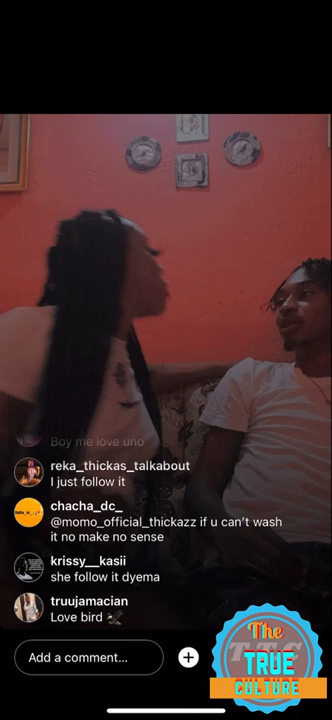 Boy me love uno
reka_thickas_talkabout
I just follow it
chacha_dc_
@momo_official_thickazz if u can't wash
it no make no sense
krissy__kasii
she follow it dyema
truujamacian
Love bird
Add a comment...
The
TRUE
CULTURE